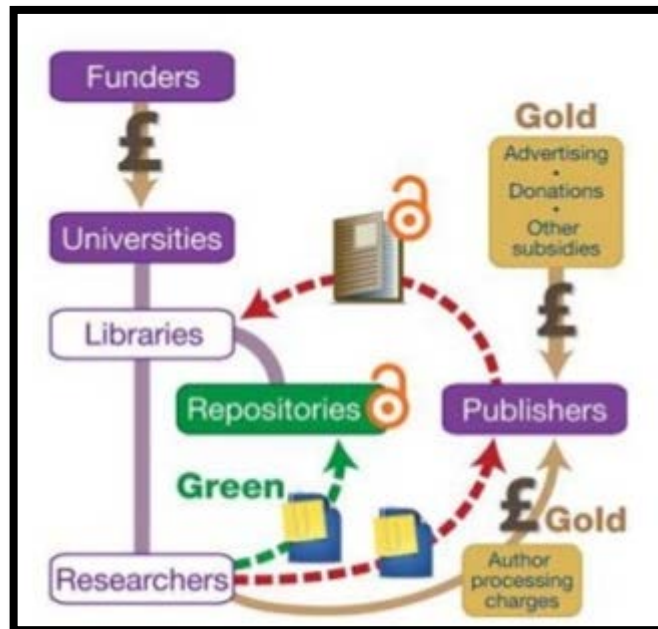 Funders
£
Gold
Advertising
•
Donations
•
Other
subsidies
Universities
£
Libraries
Repositories
Publishers
Green
£
Gold
Researchers
Author
processing
charges